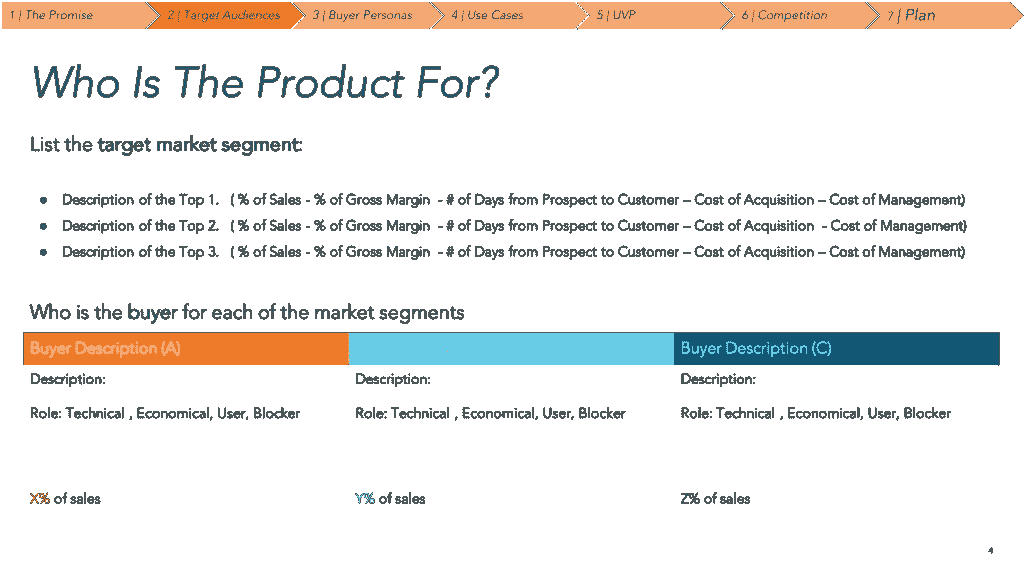 1 | The Promise 2 | Target Audiences 3 | Buyer Personas 4 | Use Cases 5 | UVP 6 | Competition 7 | Plan
Who Is The Product For?
List the target market segment:
● Description of the Top 1. ( % of Sales - % of Gross Margin - # of Days from Prospect to Customer – Cost of Acquisition – Cost of Management)
● Description of the Top 2. ( % of Sales - % of Gross Margin - # of Days from Prospect to Customer – Cost of Acquisition - Cost of Management)
● Description of the Top 3. ( % of Sales - % of Gross Margin - # of Days from Prospect to Customer – Cost of Acquisition – Cost of Management)
Who is the buyer for each of the market segments
Buyer Description (A) Buyer Description (C)
Description: Description: Description:
Role: Technical , Economical, User, Blocker Role: Technical , Economical, User, Blocker Role: Technical , Economical, User, Blocker
X% of sales Y% of sales Z% of sales
4